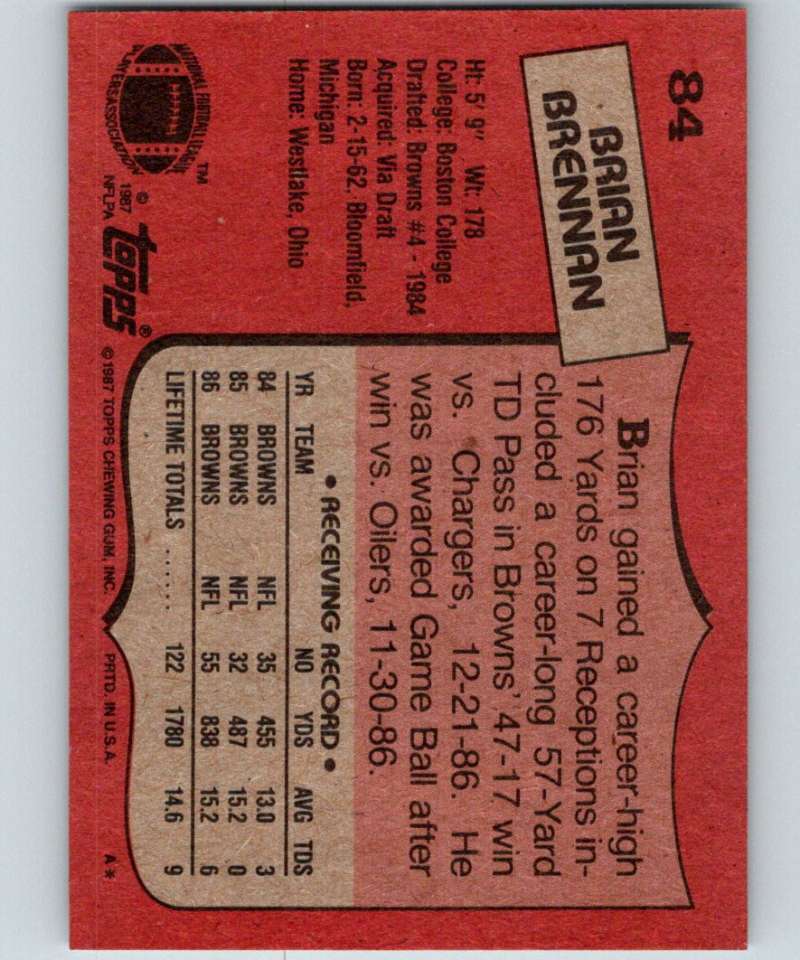 84
BRIAN
BRENNAN
Ht: 5' 9" Wt: 178
College: Boston College
Drafted: Browns #4 - 1984
Acquired: Via Draft
Born: 2-15-62, Bloomfield,
Michigan
Home: Westlake, Ohio
NATIONAL FOOTBALL LEAGUE
PLAYERS ASSOCIATION
TM
©
1987
NFLPA
topps®
Brian gained a career-high
176 Yards on 7 Receptions in-
cluded a career-long 57-Yard
TD Pass in Browns' 47-17 win
vs. Chargers, 12-21-86. He
was awarded Game Ball after
win vs. Oilers, 11-30-86.
• RECEIVING RECORD •
YR TEAM NO YDS AVG TDS
84 BROWNS NFL 35 455 13.0 3
85 BROWNS NFL 32 487 15.2 0
86 BROWNS NFL 55 838 15.2 6
LIFETIME TOTALS ...... 122 1780 14.6 9
©1987 TOPPS CHEWING GUM, INC. PRTD. IN U.S.A. A*